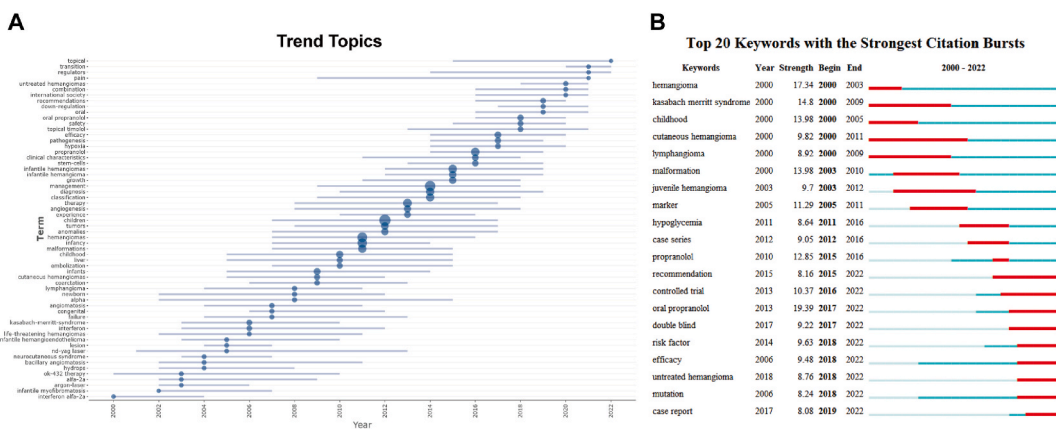 A
Trend Topics
topical
transition
regulators
pain
untreated hemangiomas
combination
international society
recommendations
down-regulation
oral
oral propranolol
safety
topical timolol
efficacy
pathogenesis
hypoxia
propranolol
clinical characteristics
stem-cells
infantile hemangiomas
infantile hemangioma
growth
management
diagnosis
classification
therapy
angiogenesis
experience
children
tumors
anomalies
hemangiomas
infancy
malformations
childhood
liver
embolization
infants
cutaneous hemangiomas
coagulation
lymphangioma
newborn
alpha
angiomatosis
congenital
failure
kasabach-merritt-syndrome
interferon
life-threatening hemangiomas
infantile hemangioendothelioma
lesion
nd-yag laser
neurocutaneous syndrome
bacillary angiomatosis
hydrops
ok-432 therapy
alfa-2a
argon-laser
infantile myofibromatosis
interferon alfa-2a
Term
2000 2002 2004 2006 2008 2010 2012 2014 2016 2018 2020 2022
Year
B
Top 20 Keywords with the Strongest Citation Bursts
Keywords Year Strength Begin End 2000 - 2022
hemangioma 2000 17.34 2000 2003
kasabach merritt syndrome 2000 14.8 2000 2009
childhood 2000 13.98 2000 2005
cutaneous hemangioma 2000 9.82 2000 2011
lymphangioma 2000 8.92 2000 2009
malformation 2000 13.98 2003 2010
juvenile hemangioma 2003 9.7 2003 2012
marker 2005 11.29 2005 2011
hypoglycemia 2011 8.64 2011 2016
case series 2012 9.05 2012 2016
propranolol 2010 12.85 2015 2016
recommendation 2015 8.16 2015 2022
controlled trial 2013 10.37 2016 2022
oral propranolol 2013 19.39 2017 2022
double blind 2017 9.22 2017 2022
risk factor 2014 9.63 2018 2022
efficacy 2006 9.48 2018 2022
untreated hemangioma 2018 8.76 2018 2022
mutation 2006 8.24 2018 2022
case report 2017 8.08 2019 2022